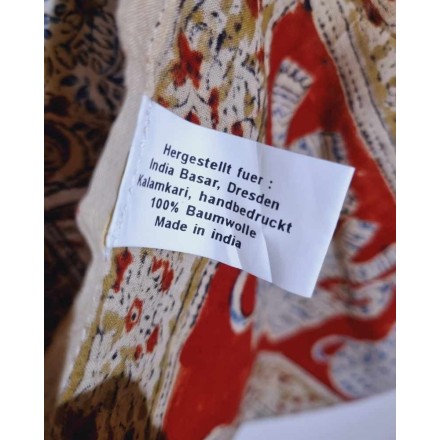 Hergestellt fuer :
India Basar, Dresden
Kalamkari, handbedruckt
100% Baumwolle
Made in india